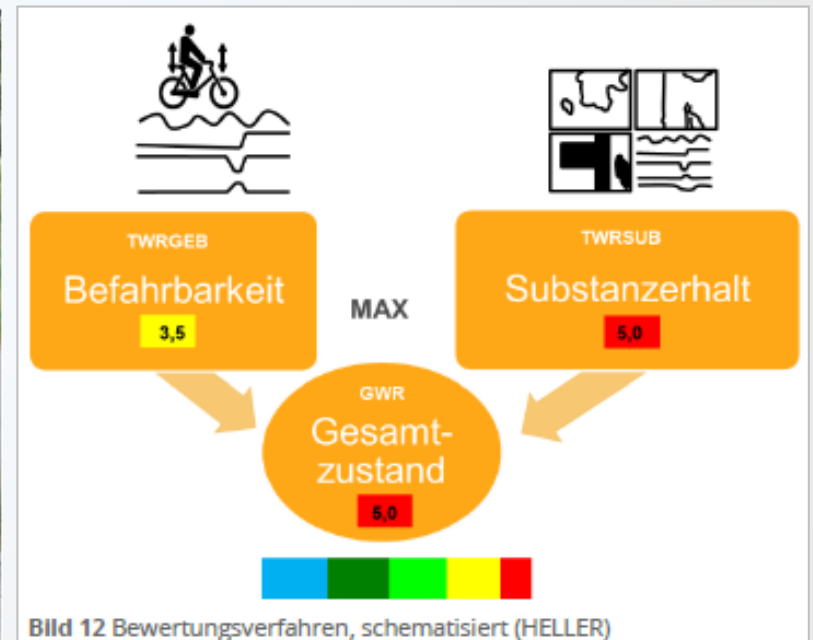 TWRGEB
Befahrbarkeit
3,5
MAX
TWRSUB
Substanzerhalt
5,0
GWR
Gesamt-
zustand
5,0
Bild 12 Bewertungsverfahren, schematisiert (HELLER)